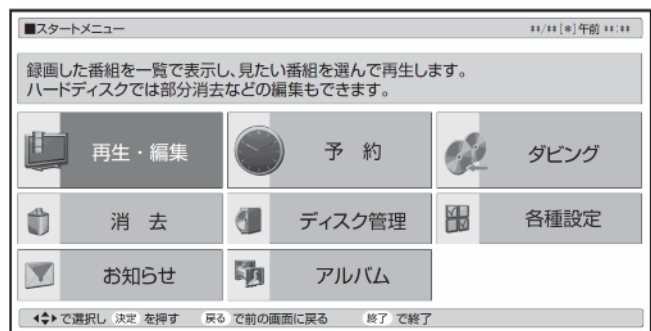 ■スタートメニュー **/**[*]午前 **:**
録画した番組を一覧で表示し、見たい番組を選んで再生します。
ハードディスクでは部分消去などの編集もできます。
再生・編集 予 約 ダビング
消 去 ディスク管理 各種設定
お知らせ アルバム
で選択し 決定 を押す 戻る で前の画面に戻る 終了 で終了